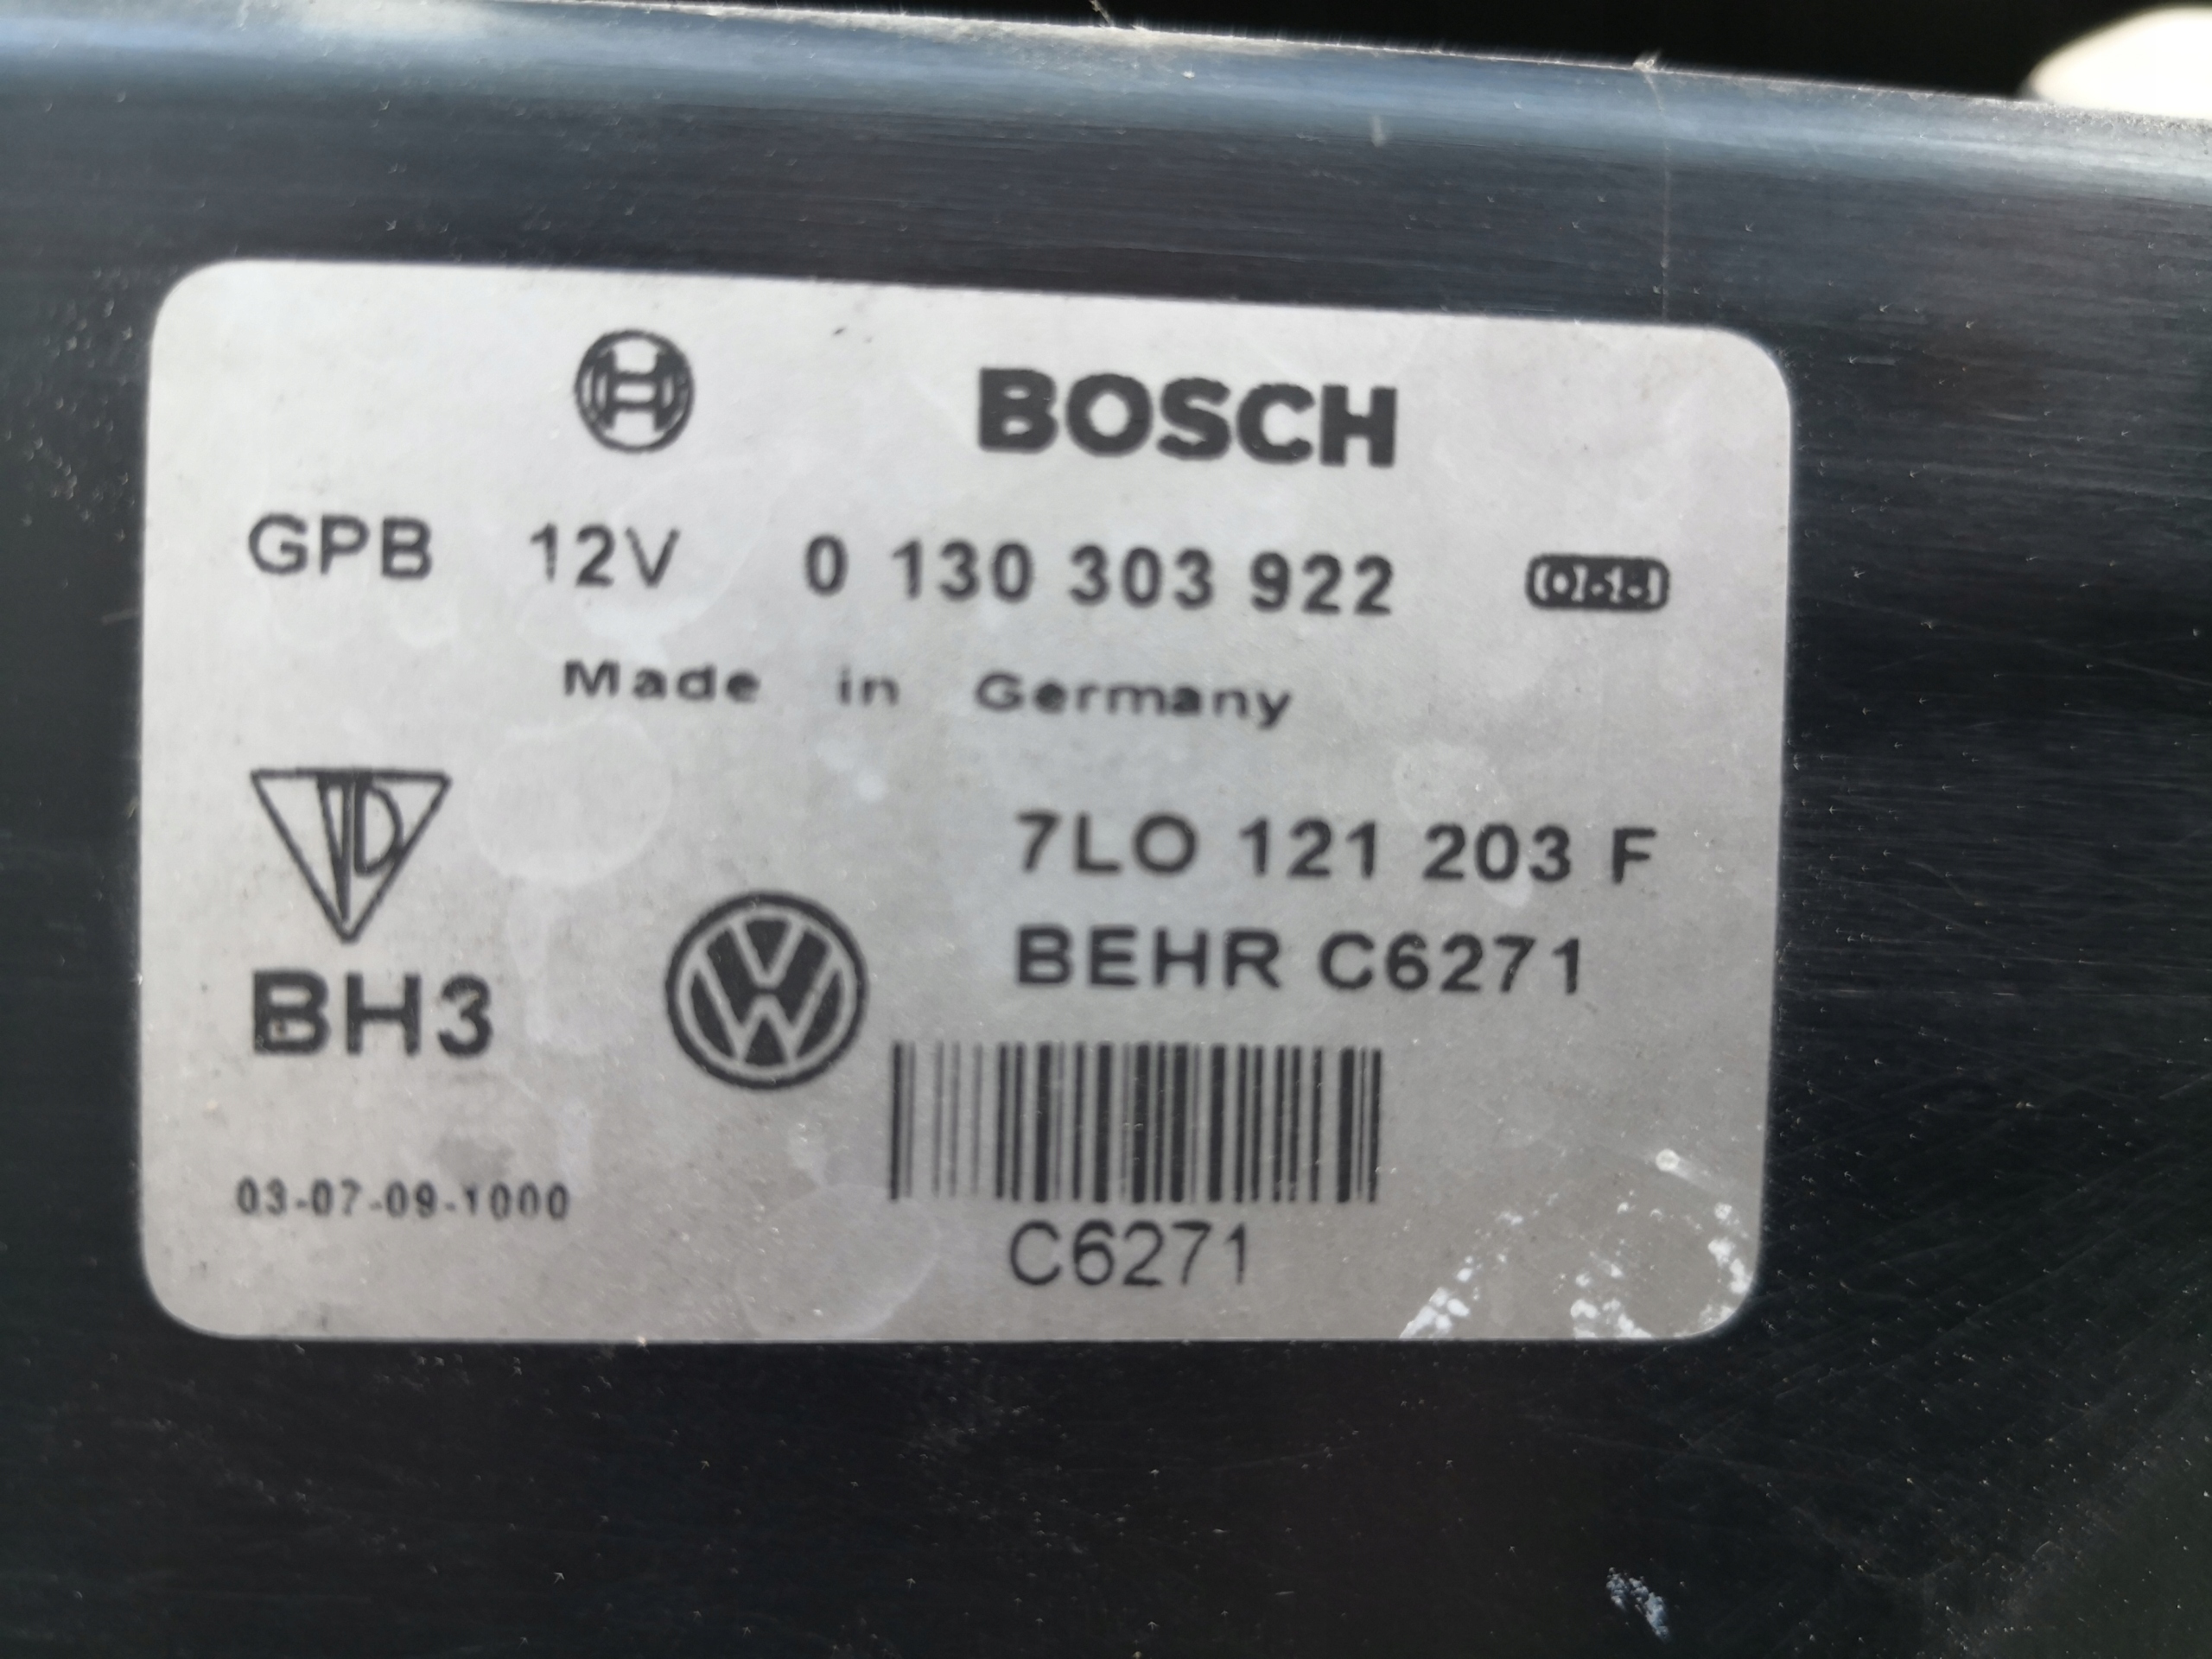 BOSCH
GPB 12V 0 130 303 922
Made in Germany
7LO 121 203 F
BEHR C6271
BH3
03-07-09-1000
C6271